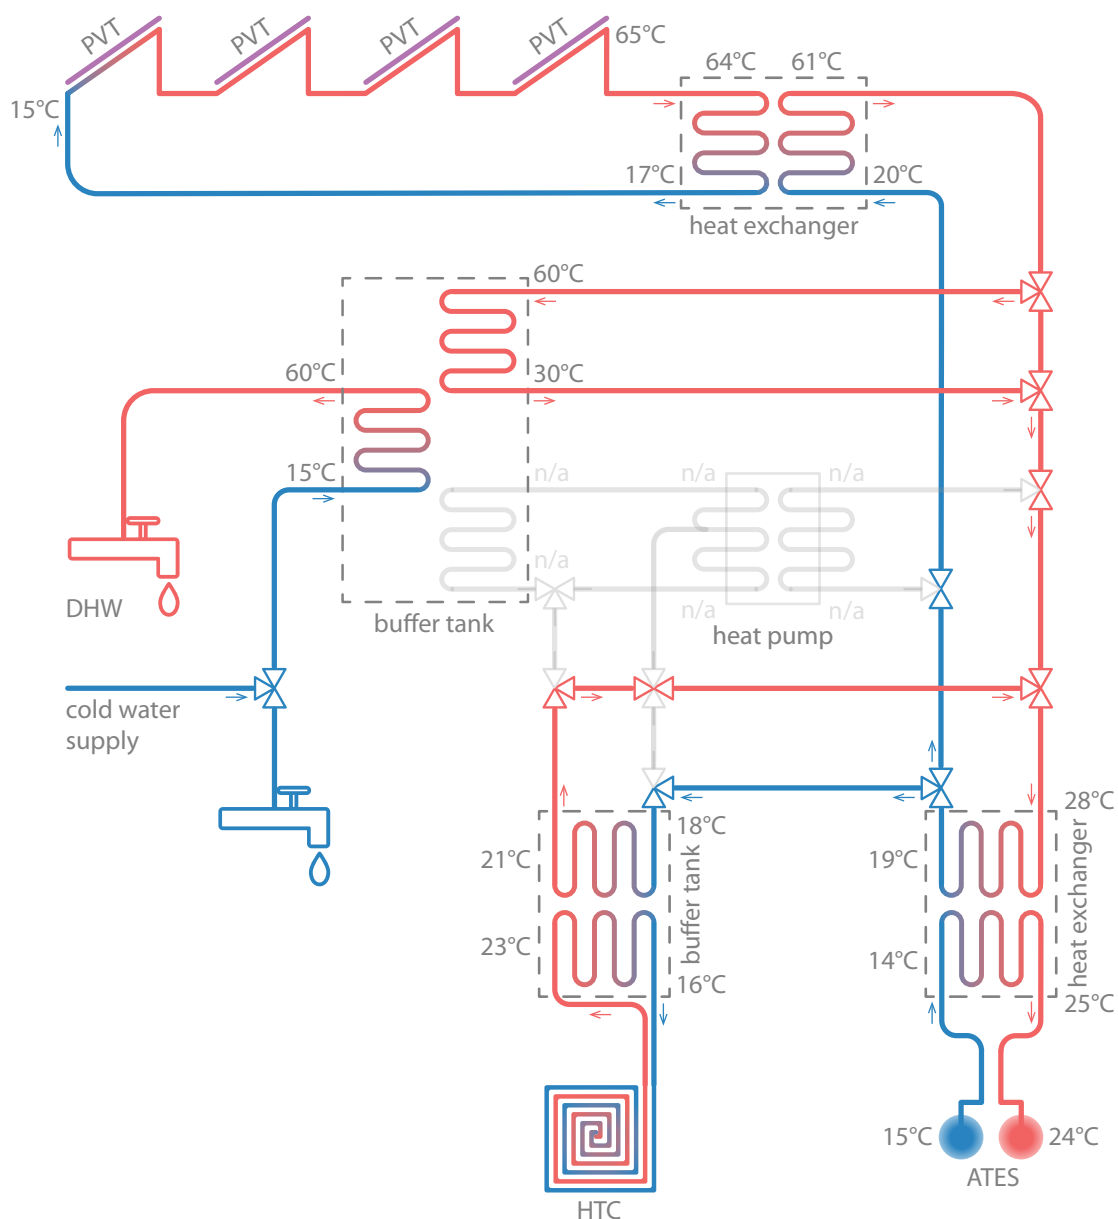 PVT
PVT
PVT
PVT
65°C
64°C
61°C
15°C
17°C
20°C
heat exchanger
60°C
60°C
30°C
15°C
n/a
n/a
n/a
n/a
n/a
n/a
DHW
buffer tank
heat pump
cold water
supply
28°C
18°C
21°C
19°C
buffer tank
heat exchanger
23°C
14°C
16°C
25°C
15°C
24°C
ATES
HTC